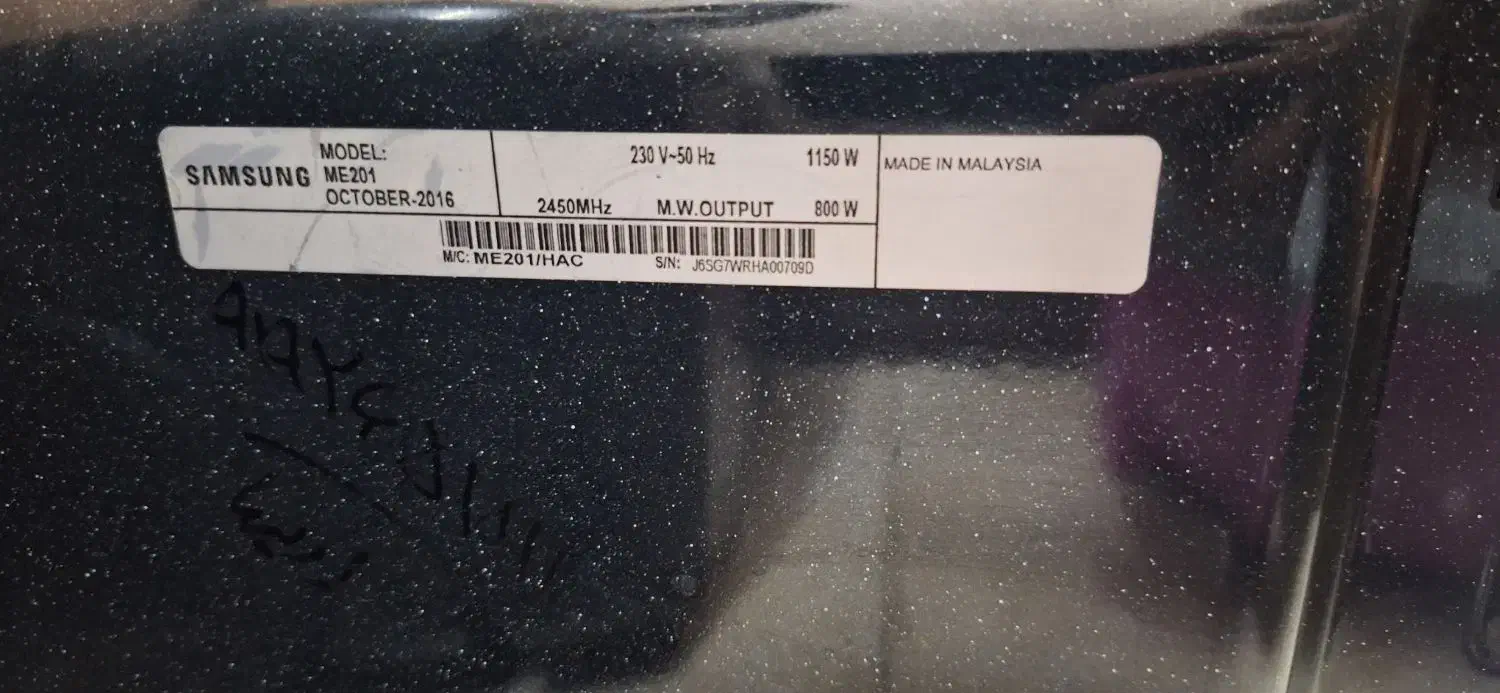 SAMSUNG
MODEL:
ME201
OCTOBER-2016
230 V~50 Hz 1150 W
2450MHz M.W.OUTPUT 800 W
MADE IN MALAYSIA
M/C: ME201/HAC S/N: J6SG7WRHA00709D